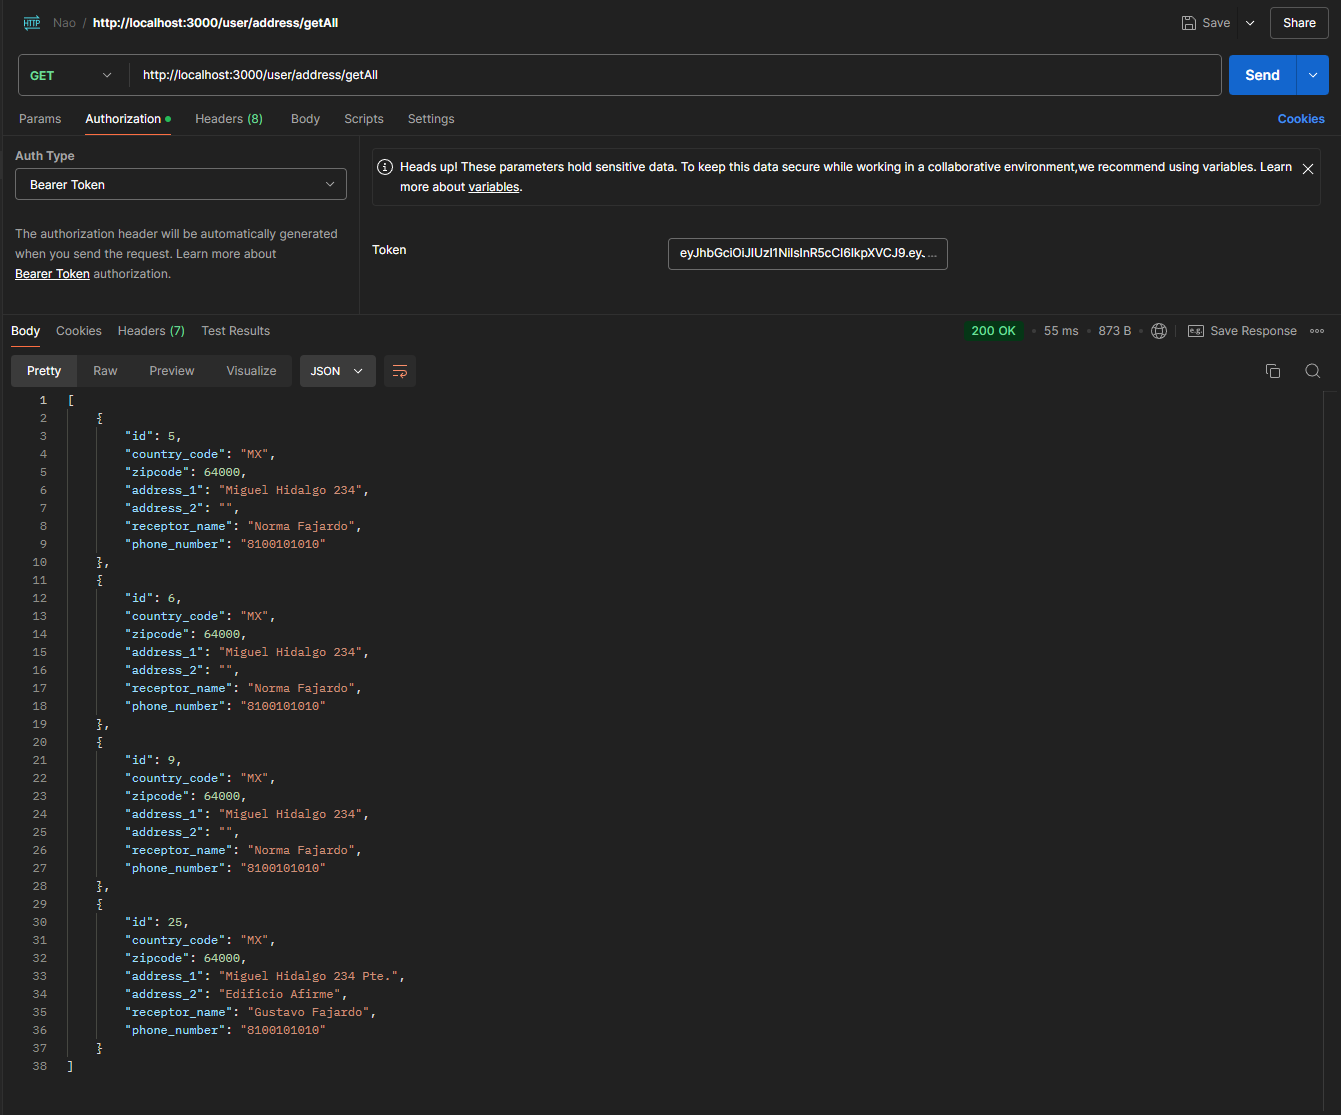 HTTP Nao / http://localhost:3000/user/address/getAll Save Share
GET http://localhost:3000/user/address/getAll Send
Params Authorization Headers (8) Body Scripts Settings Cookies
Auth Type
Bearer Token
The authorization header will be automatically generated
when you send the request. Learn more about
Bearer Token authorization.
Heads up! These parameters hold sensitive data. To keep this data secure while working in a collaborative environment,we recommend using variables. Learn
more about variables.
Token
eyJhbGciOiJIUzI1NiIsInR5cCI6IkpXVCJ9.eyJ...
Body Cookies Headers (7) Test Results 200 OK 55 ms 873 B e.g. Save Response
Pretty Raw Preview Visualize JSON
1 [
2 {
3 "id": 5,
4 "country_code": "MX",
5 "zipcode": 64000,
6 "address_1": "Miguel Hidalgo 234",
7 "address_2": "",
8 "receptor_name": "Norma Fajardo",
9 "phone_number": "8100101010"
10 },
11 {
12 "id": 6,
13 "country_code": "MX",
14 "zipcode": 64000,
15 "address_1": "Miguel Hidalgo 234",
16 "address_2": "",
17 "receptor_name": "Norma Fajardo",
18 "phone_number": "8100101010"
19 },
20 {
21 "id": 9,
22 "country_code": "MX",
23 "zipcode": 64000,
24 "address_1": "Miguel Hidalgo 234",
25 "address_2": "",
26 "receptor_name": "Norma Fajardo",
27 "phone_number": "8100101010"
28 },
29 {
30 "id": 25,
31 "country_code": "MX",
32 "zipcode": 64000,
33 "address_1": "Miguel Hidalgo 234 Pte.",
34 "address_2": "Edificio Afirme",
35 "receptor_name": "Gustavo Fajardo",
36 "phone_number": "8100101010"
37 }
38 ]